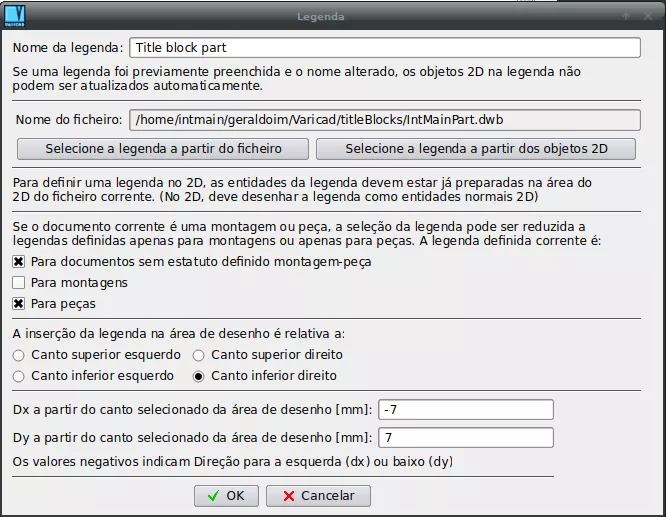 VARICAD
Legenda
Nome da legenda: Title block part
Se uma legenda foi previamente preenchida e o nome alterado, os objetos 2D na legenda não
podem ser atualizados automaticamente.
Nome do ficheiro: /home/intmain/geraldoim/Varicad/titleBlocks/IntMainPart.dwb
Selecione a legenda a partir do ficheiro Selecione a legenda a partir dos objetos 2D
Para definir uma legenda no 2D, as entidades da legenda devem estar já preparadas na área do
2D do ficheiro corrente. (No 2D, deve desenhar a legenda como entidades normais 2D)
Se o documento corrente é uma montagem ou peça, a seleção da legenda pode ser reduzida a
legendas definidas apenas para montagens ou apenas para peças. A legenda definida corrente é:
Para documentos sem estatuto definido montagem-peça
Para montagens
Para peças
A inserção da legenda na área de desenho é relativa a:
Canto superior esquerdo Canto superior direito
Canto inferior esquerdo Canto inferior direito
Dx a partir do canto selecionado da área de desenho [mm]: -7
Dy a partir do canto selecionado da área de desenho [mm]: 7
Os valores negativos indicam Direção para a esquerda (dx) ou baixo (dy)
OK Cancelar